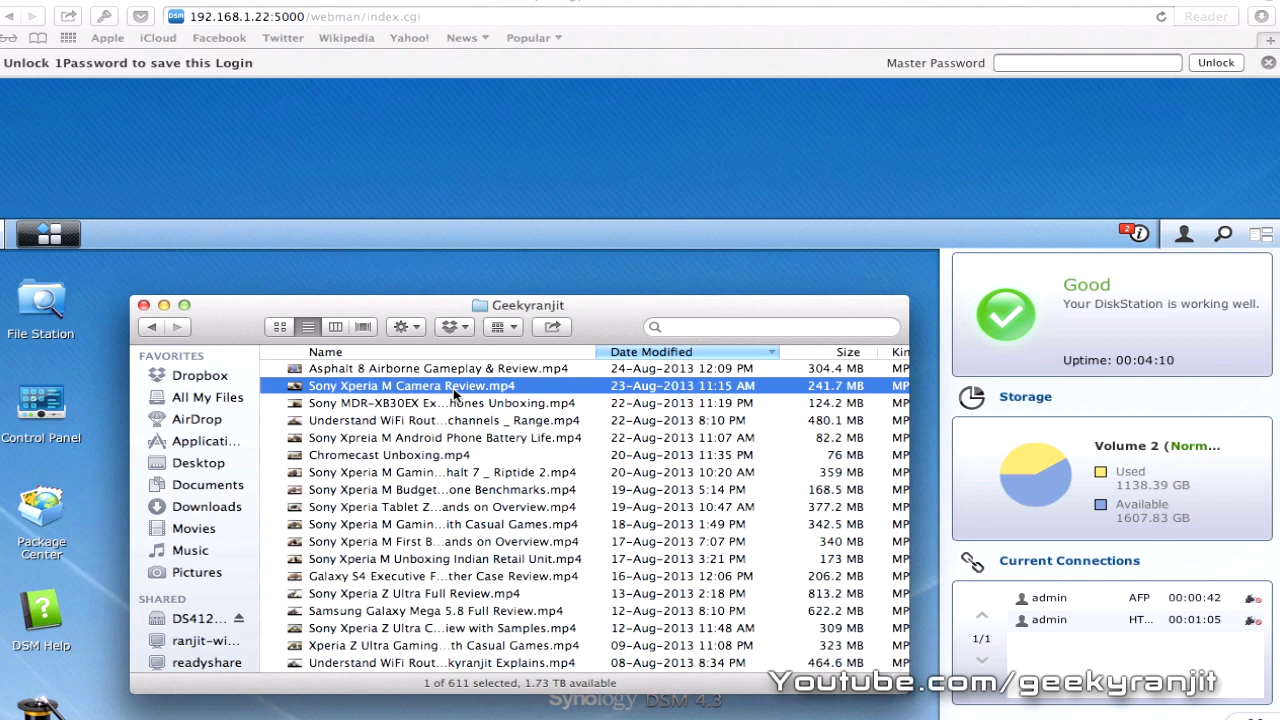 192.168.1.22:5000/webman/index.cgi
Reader
Apple iCloud Facebook Twitter Wikipedia Yahoo! News Popular
Unlock 1Password to save this Login
Master Password
Unlock
2
File Station
Control Panel
Package
Center
DSM Help
Geekyranjit
FAVORITES
Dropbox
All My Files
AirDrop
Applicati...
Desktop
Documents
Downloads
Movies
Music
Pictures
SHARED
DS412...
ranjit-wi...
readyshare
Name Date Modified Size Kin
Asphalt 8 Airborne Gameplay & Review.mp4 24-Aug-2013 12:09 PM 304.4 MB MP
Sony Xperia M Camera Review.mp4 23-Aug-2013 11:15 AM 241.7 MB MP
Sony MDR-XB30EX Ex...hones Unboxing.mp4 22-Aug-2013 11:19 PM 124.2 MB MP
Understand WiFi Rout...channels _ Range.mp4 22-Aug-2013 8:10 PM 480.1 MB MP
Sony Xpreia M Android Phone Battery Life.mp4 22-Aug-2013 11:07 AM 82.2 MB MP
Chromecast Unboxing.mp4 20-Aug-2013 11:35 PM 76 MB MP
Sony Xperia M Gamin...halt 7 _ Riptide 2.mp4 20-Aug-2013 10:20 AM 359 MB MP
Sony Xperia M Budget...one Benchmarks.mp4 19-Aug-2013 5:14 PM 168.5 MB MP
Sony Xperia Tablet Z...ands on Overview.mp4 19-Aug-2013 10:47 AM 377.2 MB MP
Sony Xperia M Gamin...ith Casual Games.mp4 18-Aug-2013 1:49 PM 342.5 MB MP
Sony Xperia M First B...ands on Overview.mp4 17-Aug-2013 7:07 PM 340 MB MP
Sony Xperia M Unboxing Indian Retail Unit.mp4 17-Aug-2013 3:21 PM 173 MB MP
Galaxy S4 Executive F...ther Case Review.mp4 16-Aug-2013 12:06 PM 206.2 MB MP
Sony Xperia Z Ultra Full Review.mp4 13-Aug-2013 2:18 PM 813.2 MB MP
Samsung Galaxy Mega 5.8 Full Review.mp4 12-Aug-2013 8:10 PM 622.2 MB MP
Sony Xperia Z Ultra C...iew with Samples.mp4 12-Aug-2013 11:48 AM 309 MB MP
Xperia Z Ultra Gaming...th Casual Games.mp4 09-Aug-2013 11:08 PM 323 MB MP
Understand WiFi Rout...kyranjit Explains.mp4 08-Aug-2013 8:34 PM 464.6 MB MP
1 of 611 selected, 1.73 TB available
Synology DSM 4.3
Good
Your DiskStation is working well.
Uptime: 00:04:10
Storage
Volume 2 (Norm...
Used
1138.39 GB
Available
1607.83 GB
Current Connections
admin AFP 00:00:42
admin HT... 00:01:05
1/1
Youtube.com/geekyranjit